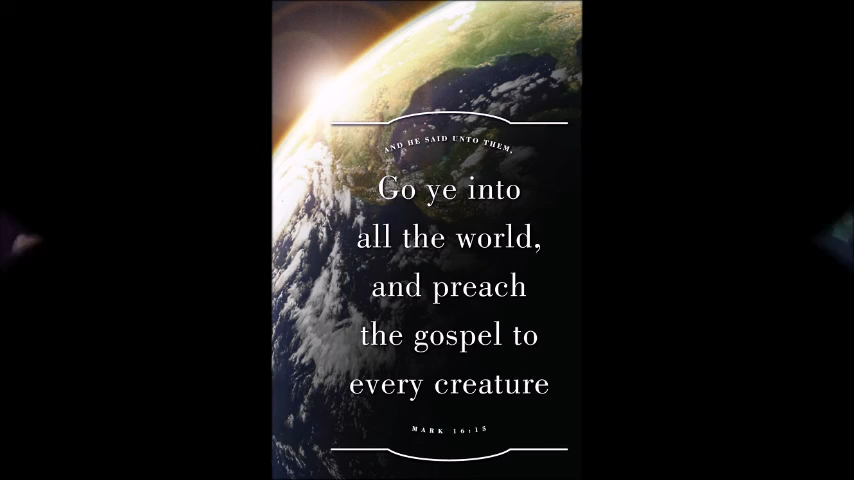 AND HE SAID UNTO THEM,
Go ye into
all the world,
and preach
the gospel to
every creature
MARK 16:15